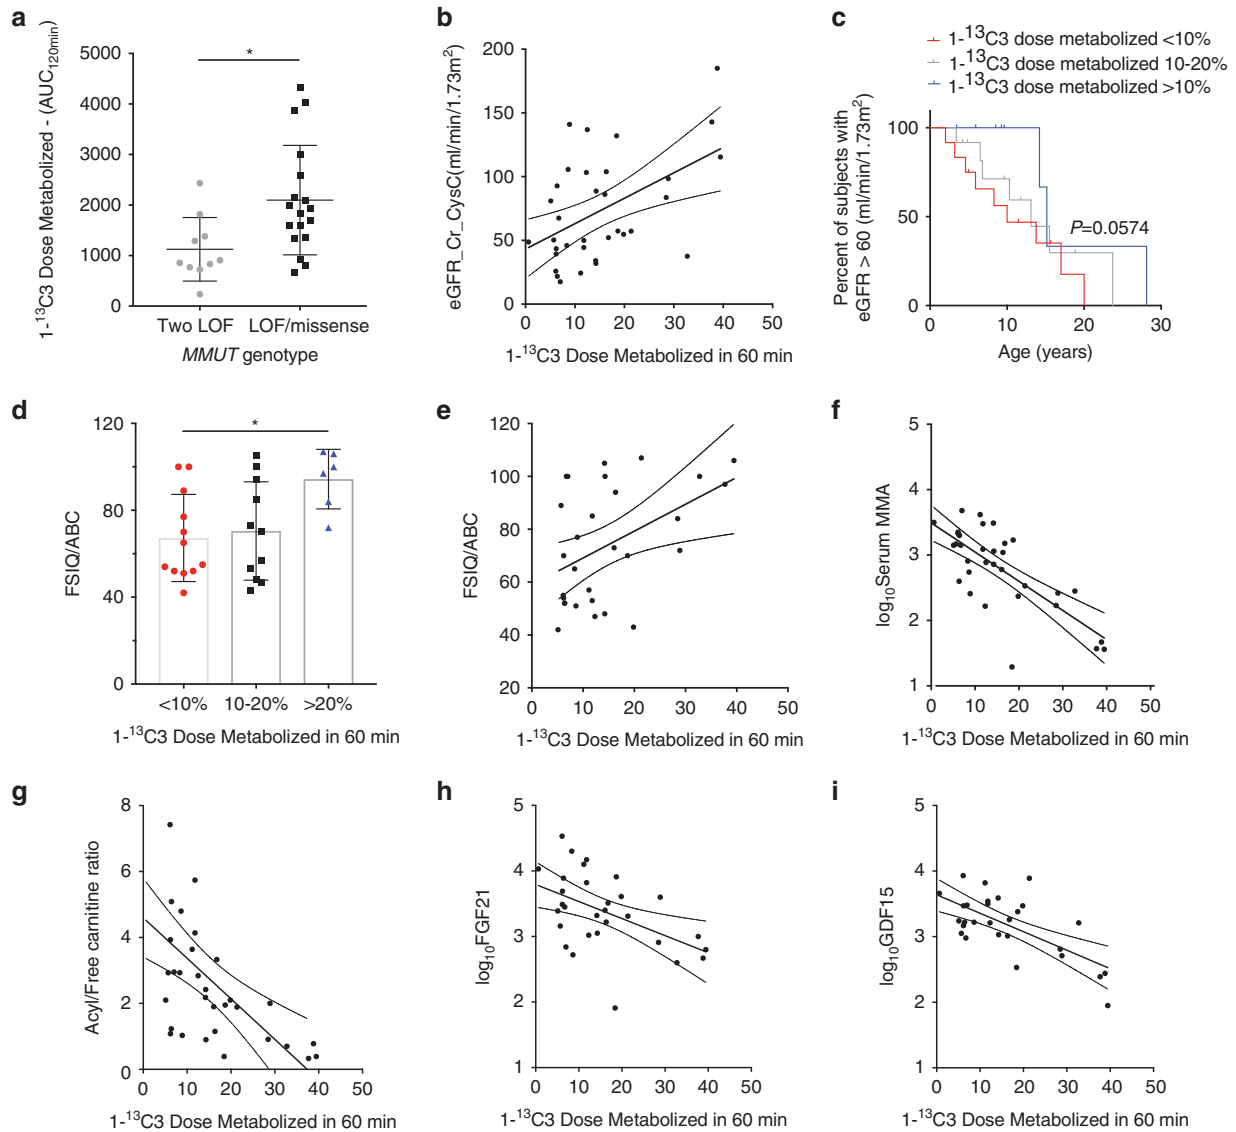 a
1-¹³C3 Dose Metabolized - (AUC₁₂₀ₘᵢₙ)
5000
4000
3000
2000
1000
0
*
Two LOF
LOF/missense
MMUT genotype
b
eGFR_Cr_CysC(ml/min/1.73m²)
200
150
100
50
0
0 10 20 30 40 50
1-¹³C3 Dose Metabolized in 60 min
c
1-¹³C3 dose metabolized <10%
1-¹³C3 dose metabolized 10-20%
1-¹³C3 dose metabolized >10%
Percent of subjects with
eGFR > 60 (ml/min/1.73m²)
100
50
0
P=0.0574
0 10 20 30
Age (years)
d
FSIQ/ABC
120
80
60
40
0
*
<10% 10-20% >20%
1-¹³C3 Dose Metabolized in 60 min
e
FSIQ/ABC
120
100
80
60
40
20
0 10 20 30 40 50
1-¹³C3 Dose Metabolized in 60 min
f
log₁₀Serum MMA
5
4
3
2
1
0 10 20 30 40 50
1-¹³C3 Dose Metabolized in 60 min
g
Acyl/Free carnitine ratio
8
6
4
2
0
0 10 20 30 40 50
1-¹³C3 Dose Metabolized in 60 min
h
log₁₀FGF21
5
4
3
2
1
0 10 20 30 40 50
1-¹³C3 Dose Metabolized in 60 min
i
log₁₀GDF15
5
4
3
2
1
0 10 20 30 40 50
1-¹³C3 Dose Metabolized in 60 min